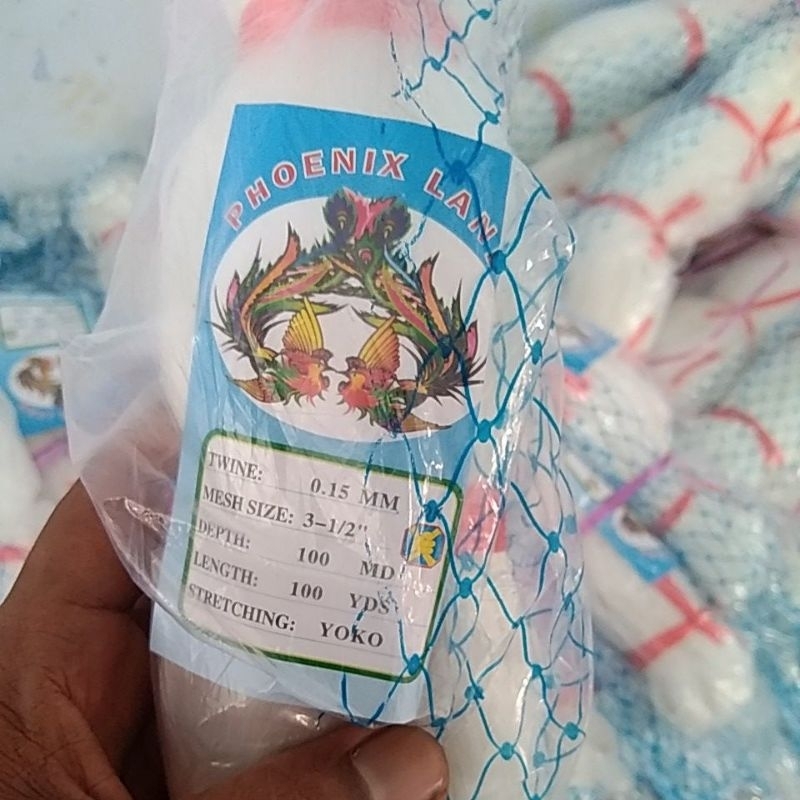 PHOENIX LAN
TWINE: 0.15 MM
MESH SIZE: 3-1/2"
DEPTH: 100 MD
LENGTH: 100 YDS
STRETCHING: YOKO